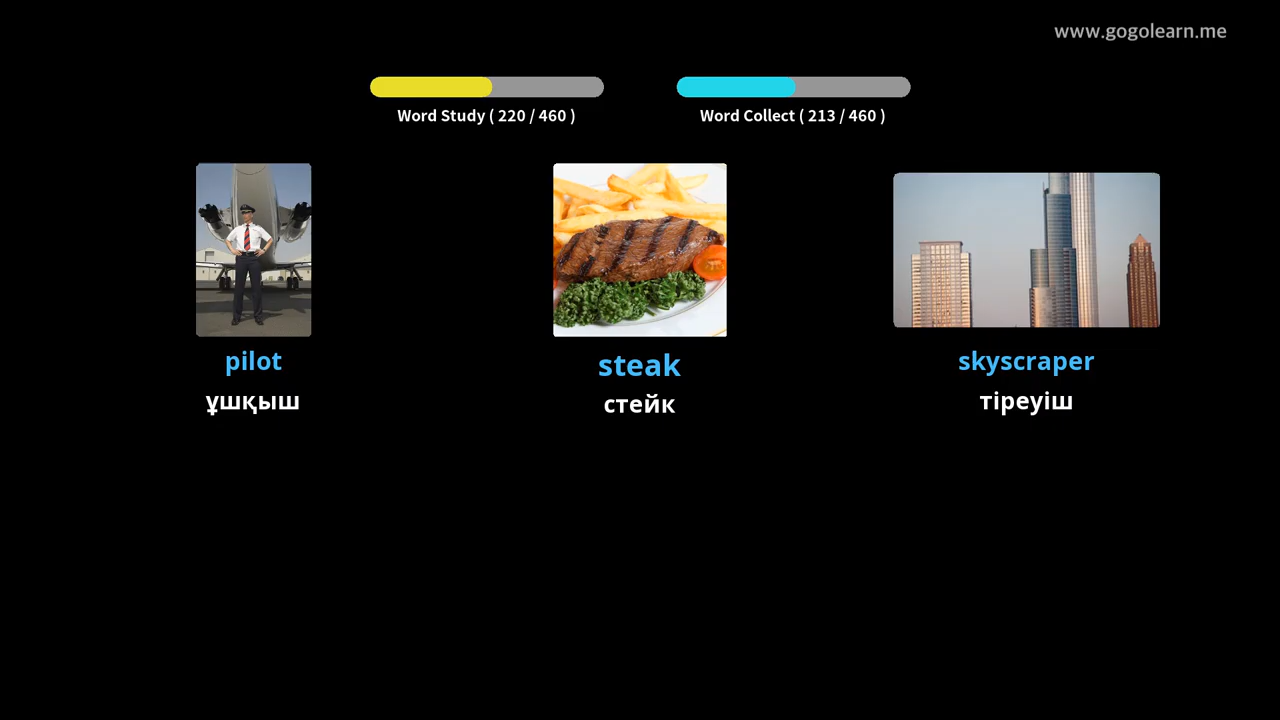 www.gogolearn.me
Word Study ( 220 / 460 )
Word Collect ( 213 / 460 )
pilot
ұшқыш
steak
стейк
skyscraper
тіреуіш